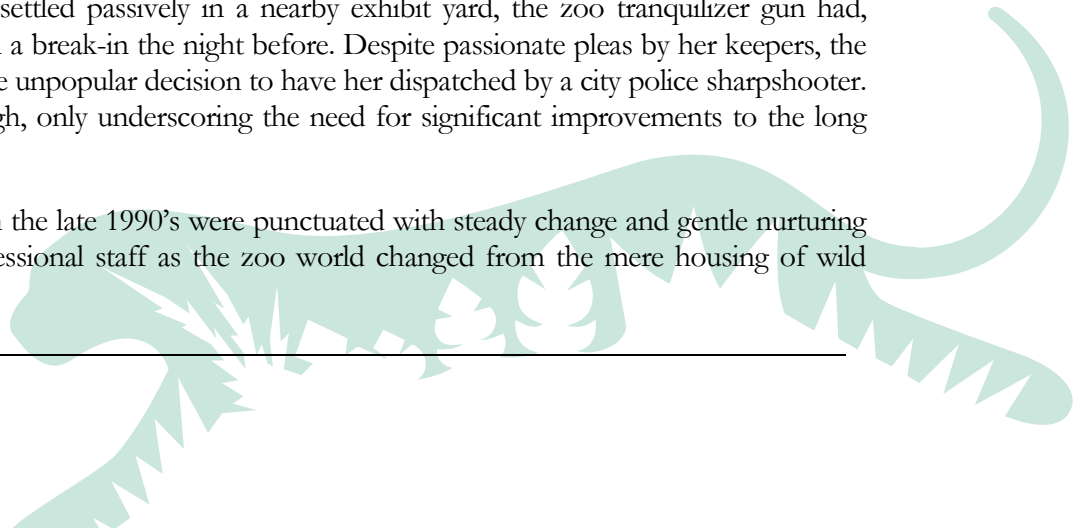 settled passively in a nearby exhibit yard, the zoo tranquilizer gun had,
a break-in the night before. Despite passionate pleas by her keepers, the
unpopular decision to have her dispatched by a city police sharpshooter.
only underscoring the need for significant improvements to the long
the late 1990’s were punctuated with steady change and gentle nurturing
staff as the zoo world changed from the mere housing of wild